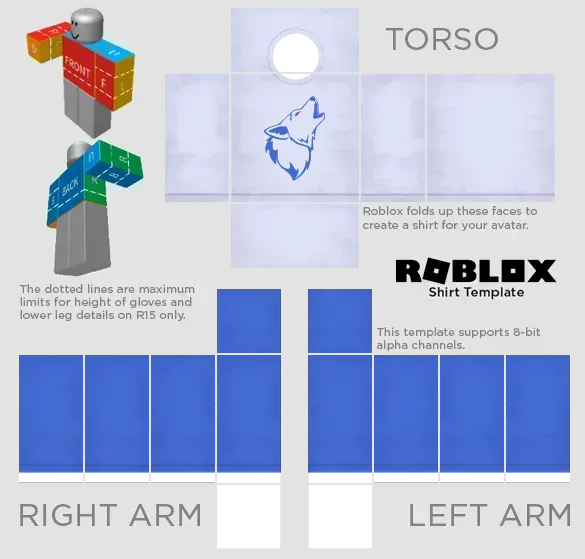 TORSO
FRONT
F
L
U
BACK
R
B
Roblox folds up these faces to
create a shirt for your avatar.
ROBLOX
Shirt Template
The dotted lines are maximum
limits for height of gloves and
lower leg details on R15 only.
This template supports 8-bit
alpha channels.
RIGHT ARM
LEFT ARM